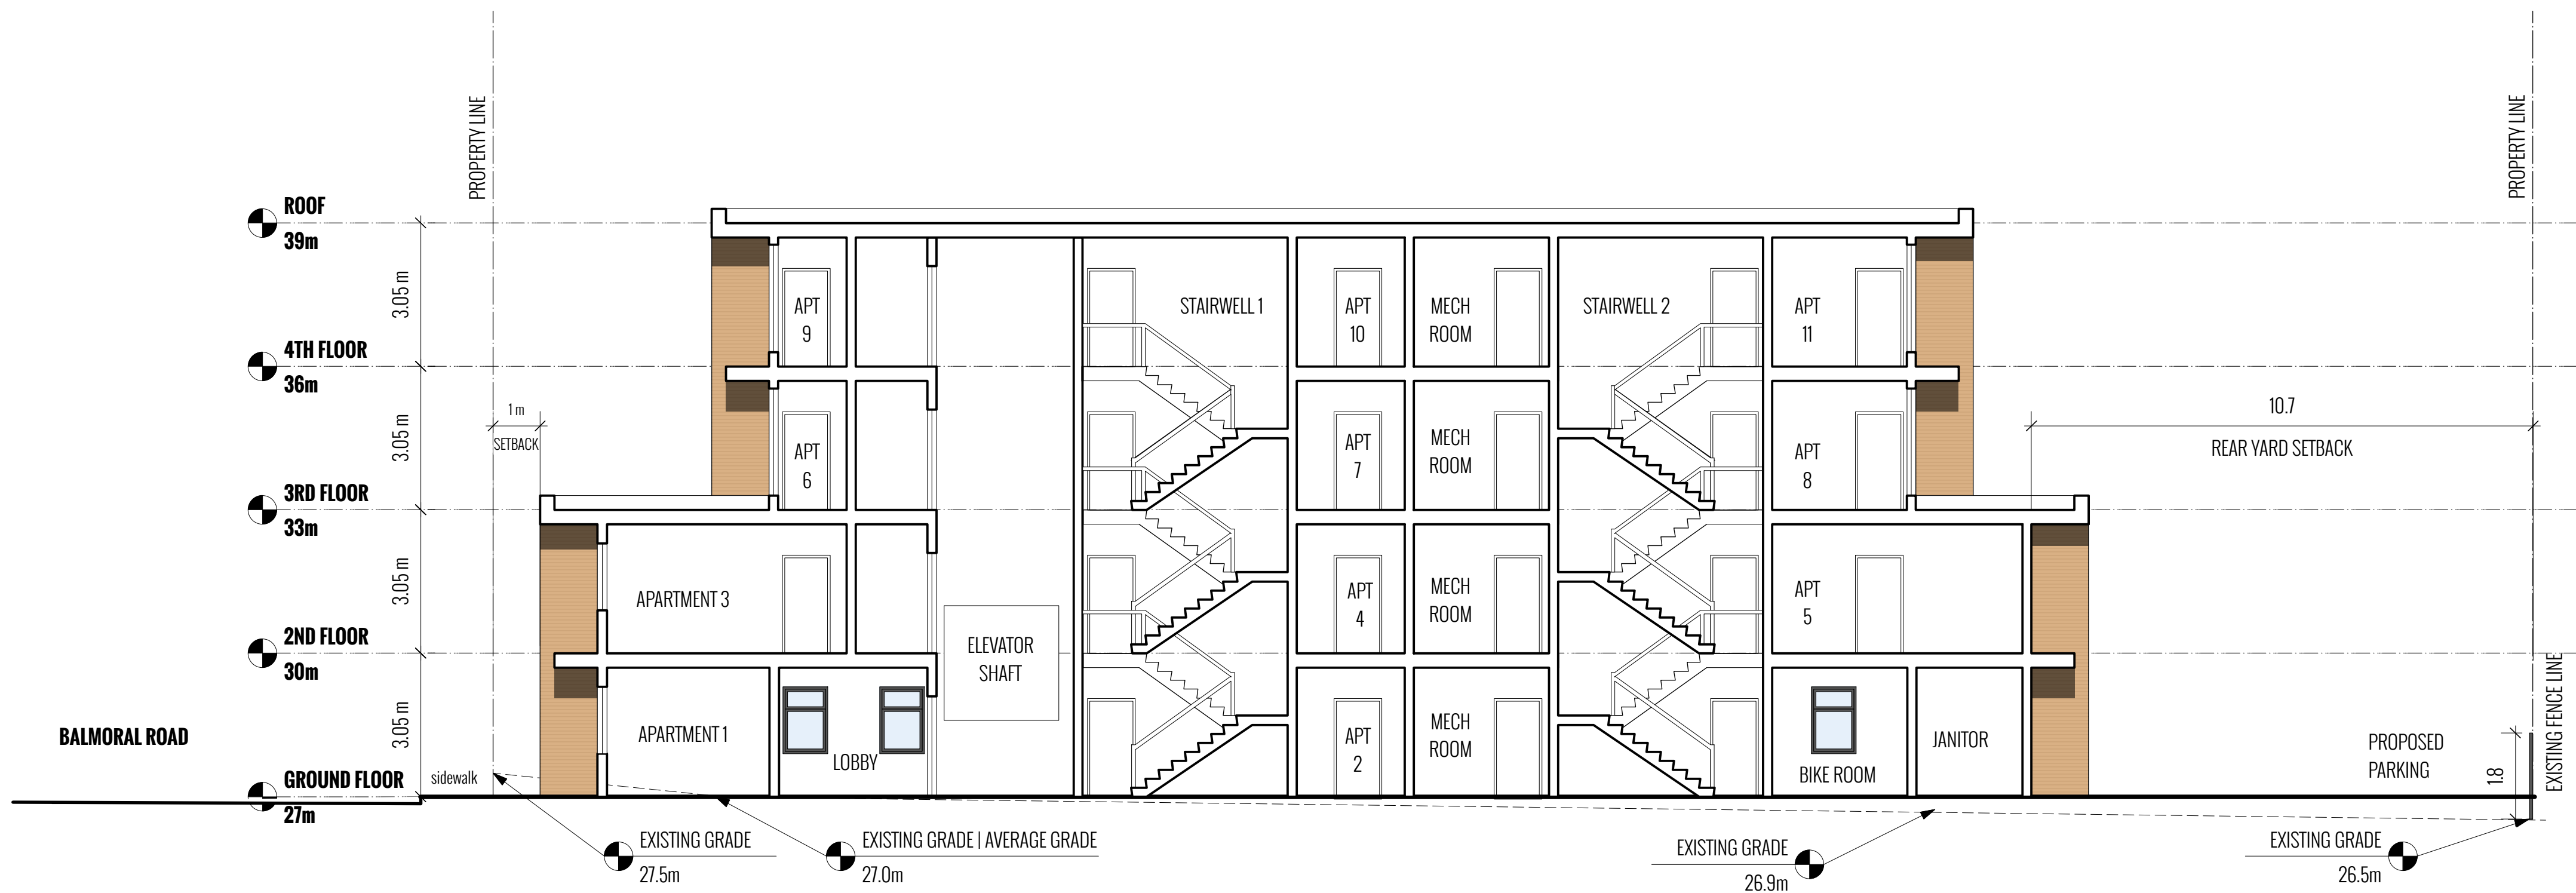 PROPERTY LINE
PROPERTY LINE
ROOF
39m
3.05 m
APT
9
STAIRWELL 1
APT
10
MECH
ROOM
STAIRWELL 2
APT
11
4TH FLOOR
36m
1 m
SETBACK
3.05 m
APT
6
APT
7
MECH
ROOM
APT
8
10.7
REAR YARD SETBACK
3RD FLOOR
33m
3.05 m
APARTMENT 3
APT
4
MECH
ROOM
APT
5
2ND FLOOR
30m
ELEVATOR
SHAFT
BALMORAL ROAD
3.05 m
APARTMENT 1
LOBBY
APT
2
MECH
ROOM
BIKE ROOM
JANITOR
PROPOSED
PARKING
1.8
EXISTING FENCE LINE
GROUND FLOOR
27m
sidewalk
EXISTING GRADE
27.5m
EXISTING GRADE | AVERAGE GRADE
27.0m
EXISTING GRADE
26.9m
EXISTING GRADE
26.5m